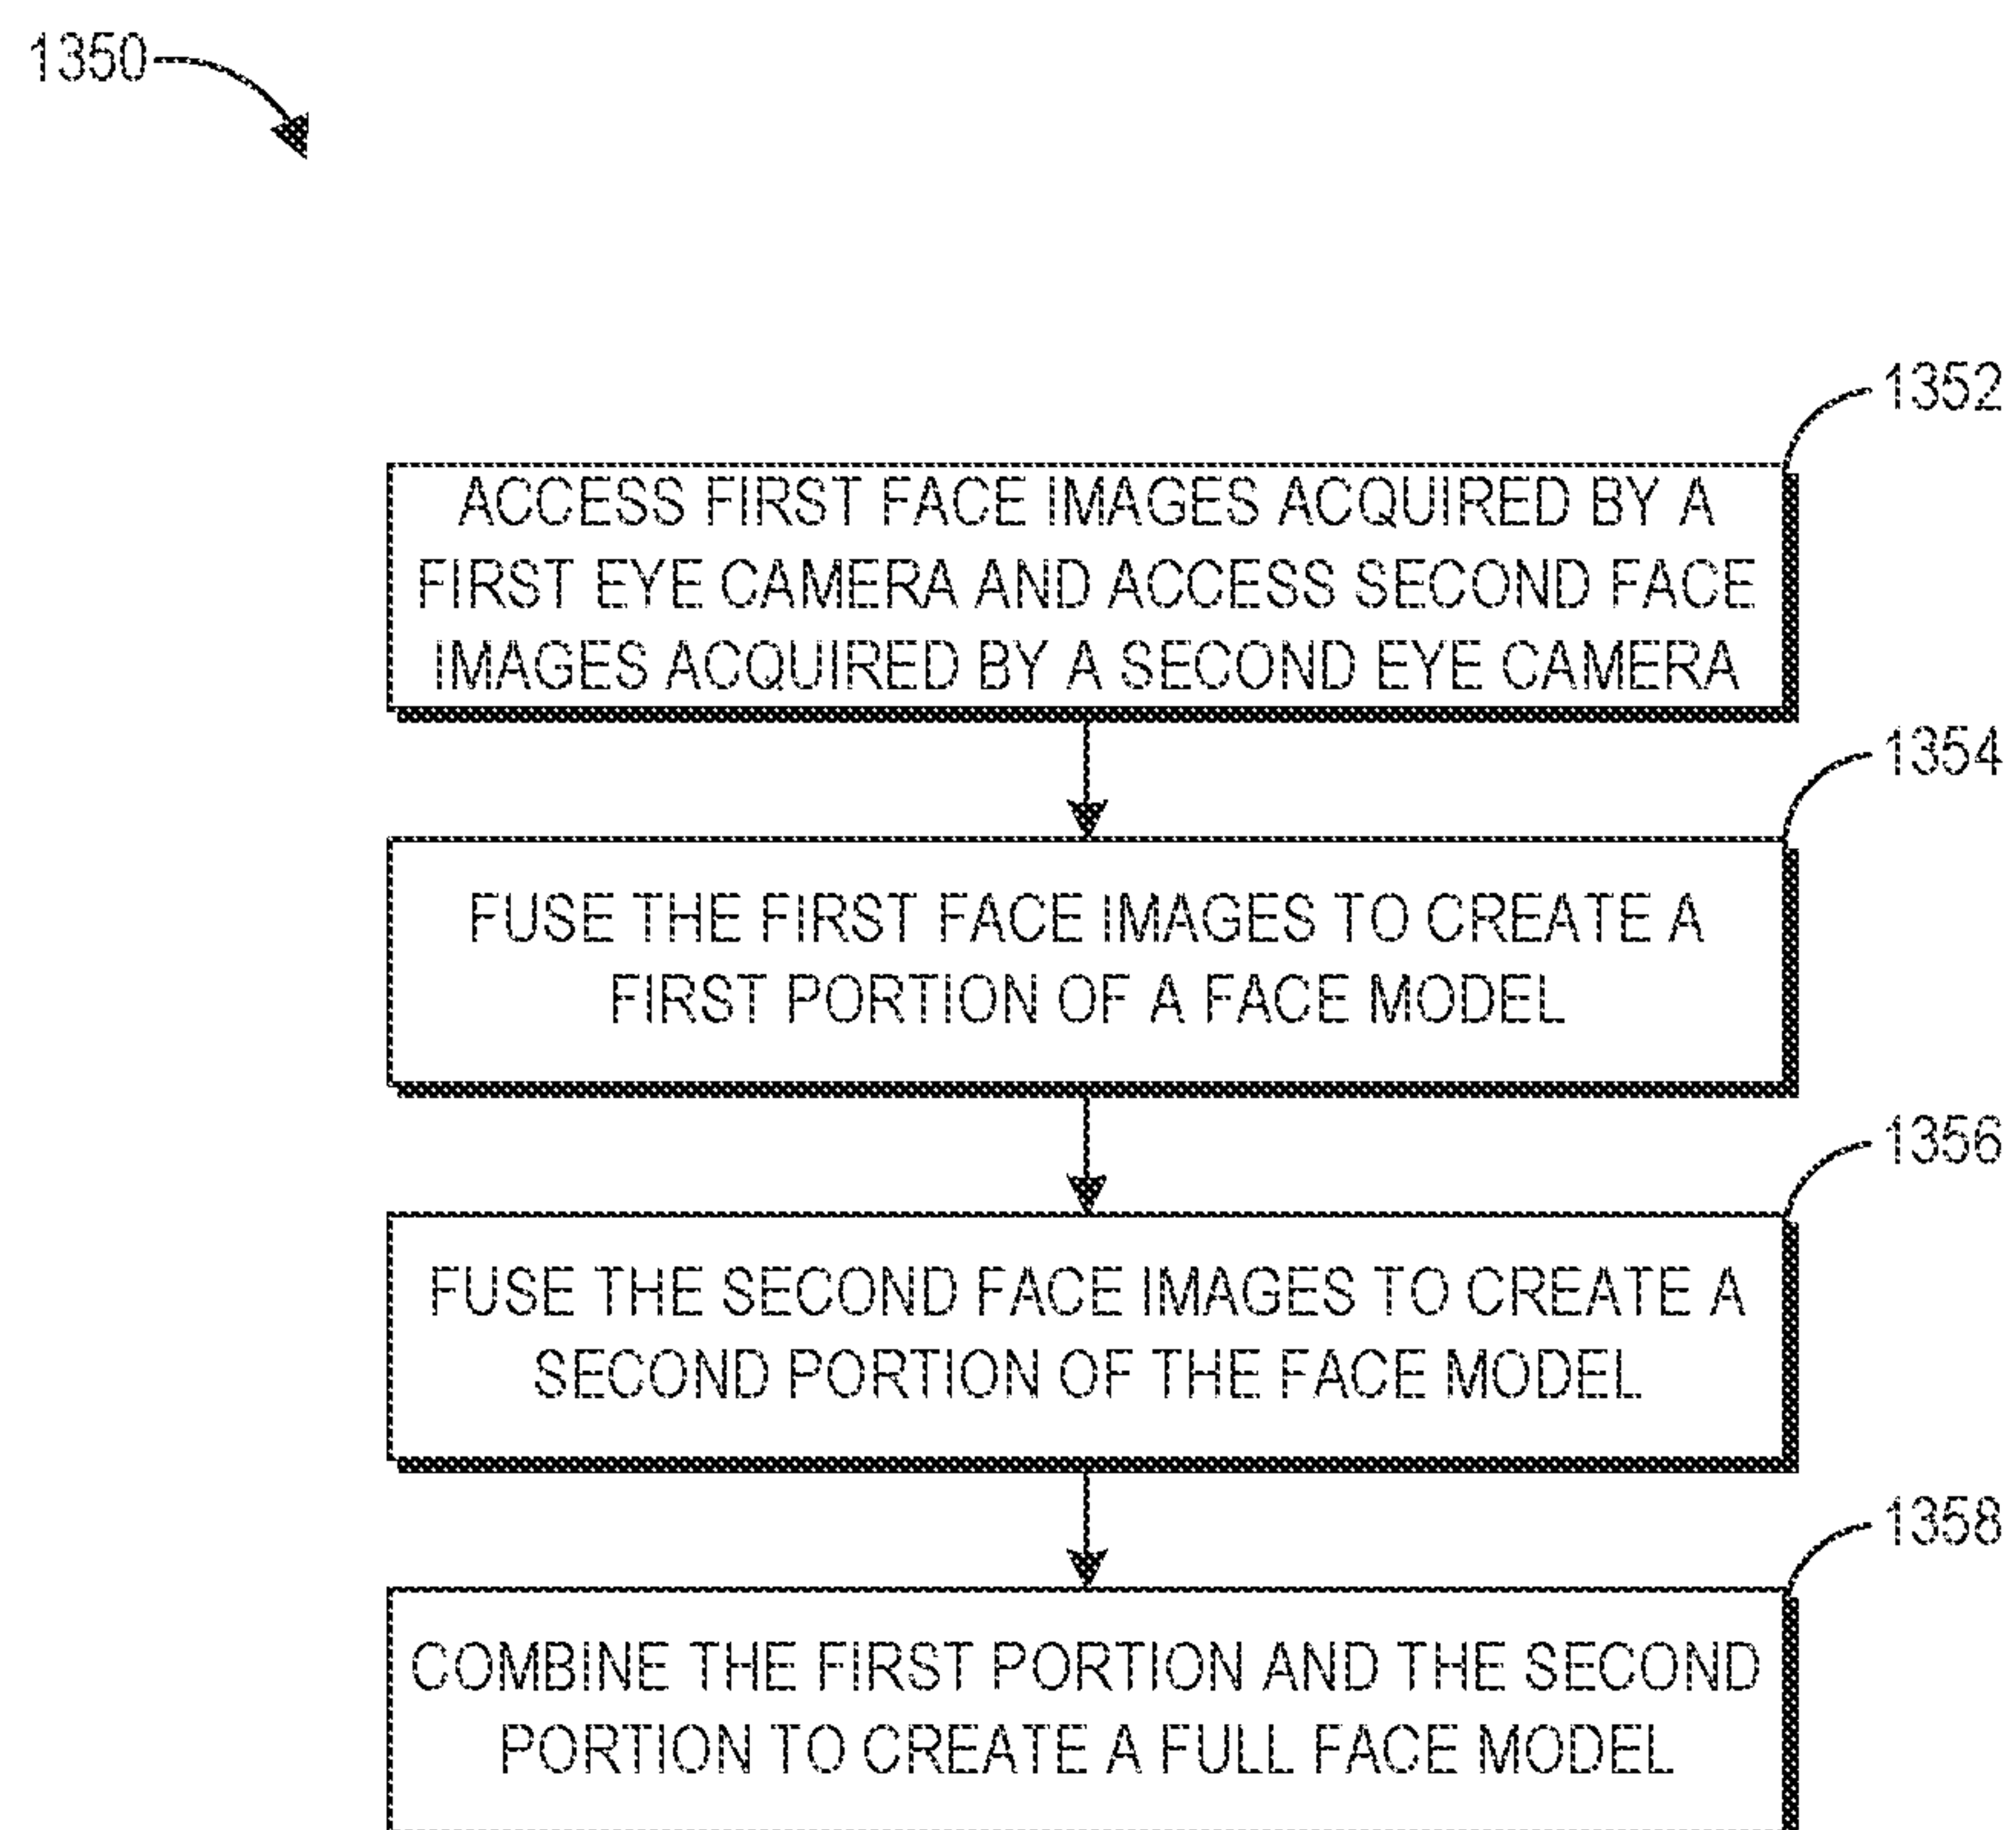 1350
1352
ACCESS FIRST FACE IMAGES ACQUIRED BY A
FIRST EYE CAMERA AND ACCESS SECOND FACE
IMAGES ACQUIRED BY A SECOND EYE CAMERA
1354
FUSE THE FIRST FACE IMAGES TO CREATE A
FIRST PORTION OF A FACE MODEL
1356
FUSE THE SECOND FACE IMAGES TO CREATE A
SECOND PORTION OF THE FACE MODEL
1358
COMBINE THE FIRST PORTION AND THE SECOND
PORTION TO CREATE A FULL FACE MODEL